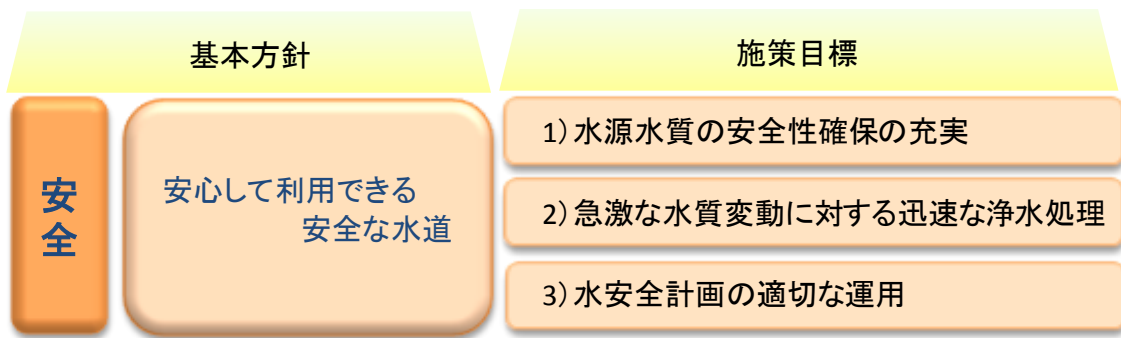 基本方針
施策目標
安全
安心して利用できる
安全な水道
1）水源水質の安全性確保の充実
2）急激な水質変動に対する迅速な浄水処理
3）水安全計画の適切な運用